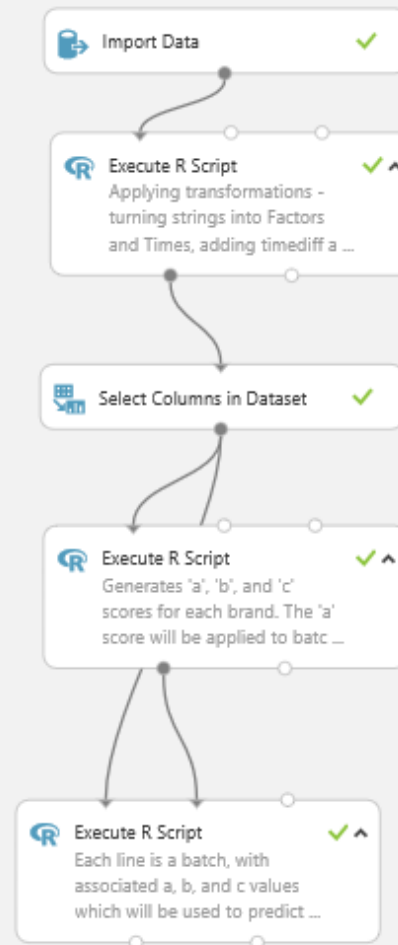 Import Data
Execute R Script
Applying transformations -
turning strings into Factors
and Times, adding timediff a ...
Select Columns in Dataset
Execute R Script
Generates 'a', 'b', and 'c'
scores for each brand. The 'a'
score will be applied to batc ...
Execute R Script
Each line is a batch, with
associated a, b, and c values
which will be used to predict ...